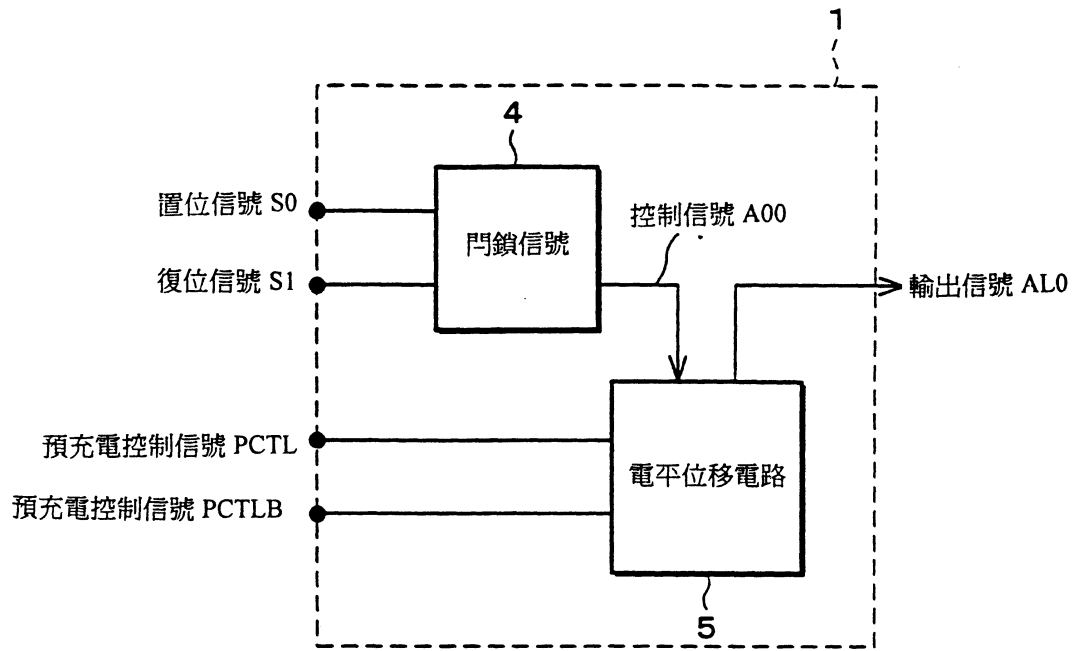 1
4
置位信號 S0
控制信號 A00
閂鎖信號
復位信號 S1
輸出信號 AL0
預充電控制信號 PCTL
電平位移電路
預充電控制信號 PCTLB
5